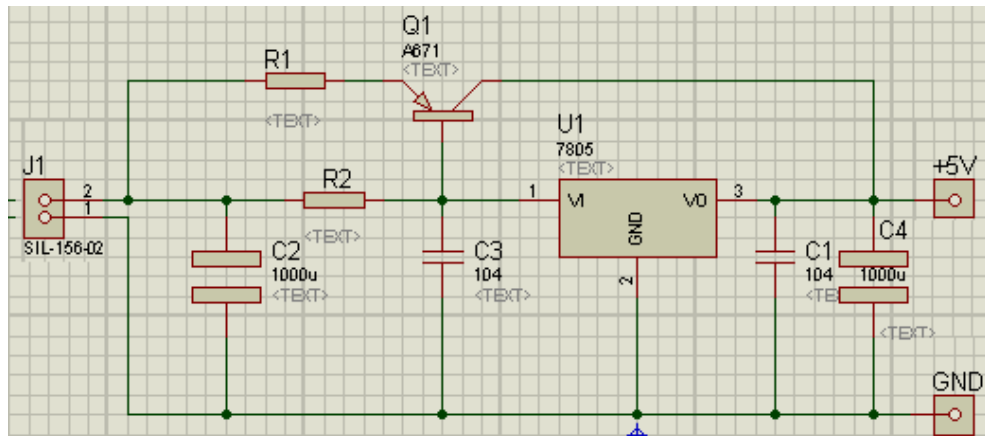 Q1
A671
<TEXT>
R1
<TEXT>
U1
7805
<TEXT>
J1
2
1
SIL-156-02
R2
<TEXT>
1
VI
VO
3
GND
2
+5V
C2
1000u
<TEXT>
C3
104
<TEXT>
C1
104
<TE
C4
1000u
<TEXT>
GND